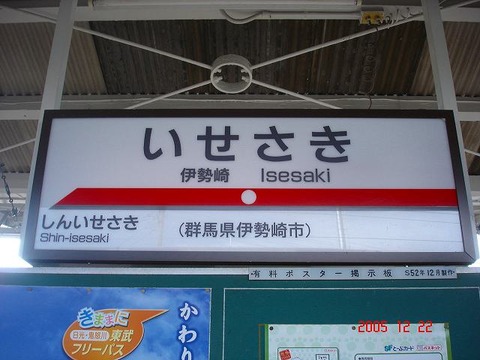 いせさき
伊勢崎 Isesaki
しんいせさき
Shin-isesaki
(群馬県伊勢崎市)
有料ポスター掲示板 S52年12月製作
きままに
東武
フリーパス
かわり
2005 12 22